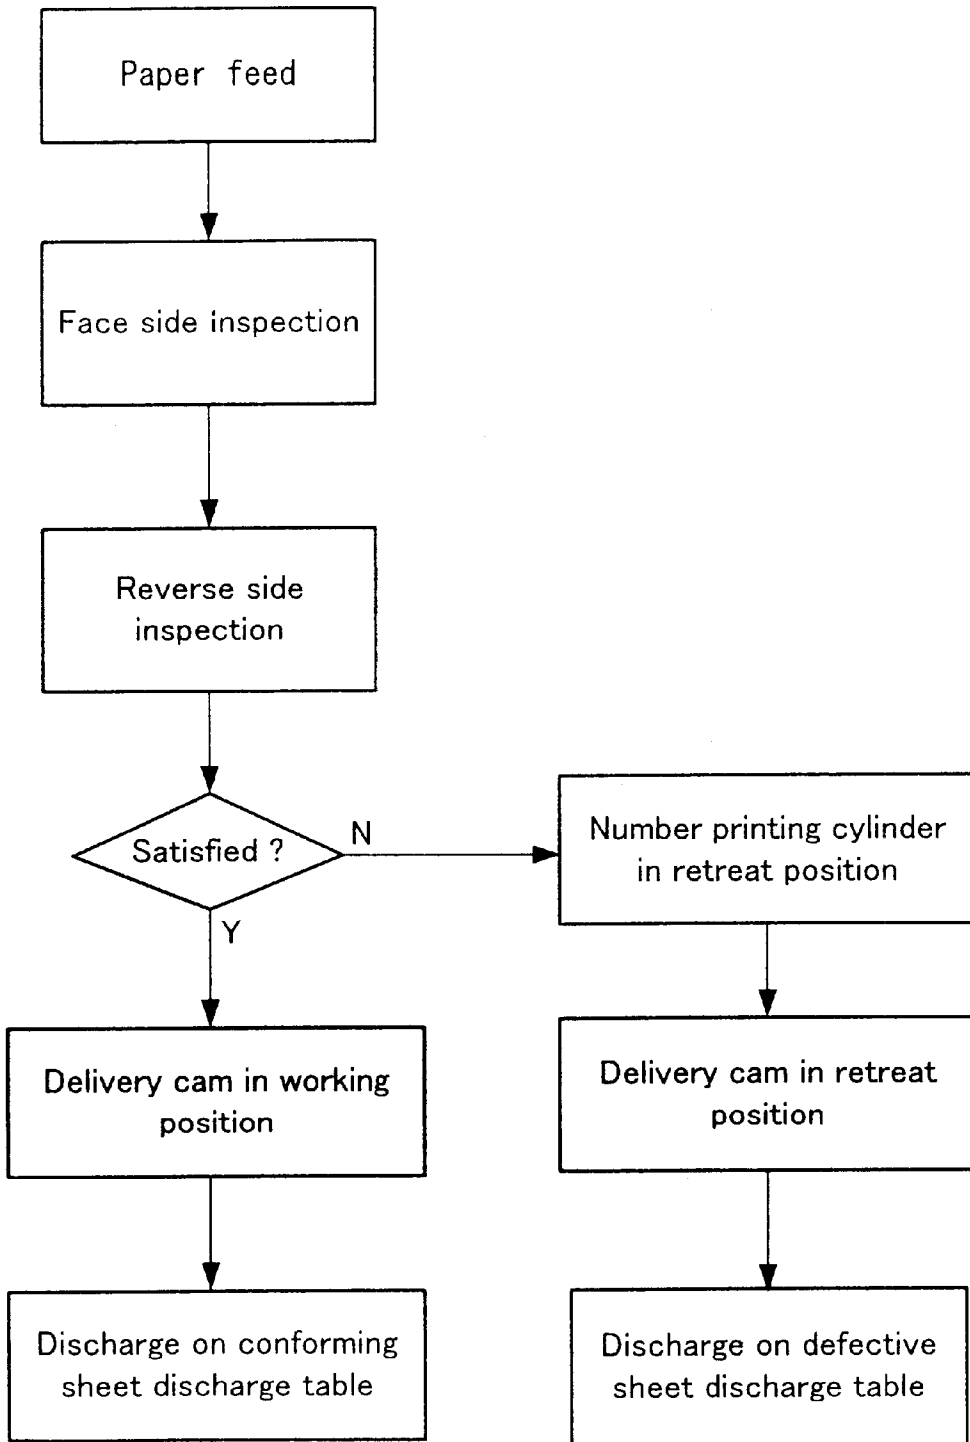 Paper feed
Face side inspection
Reverse side
inspection
Satisfied ?
N
Y
Number printing cylinder
in retreat position
Delivery cam in working
position
Delivery cam in retreat
position
Discharge on conforming
sheet discharge table
Discharge on defective
sheet discharge table